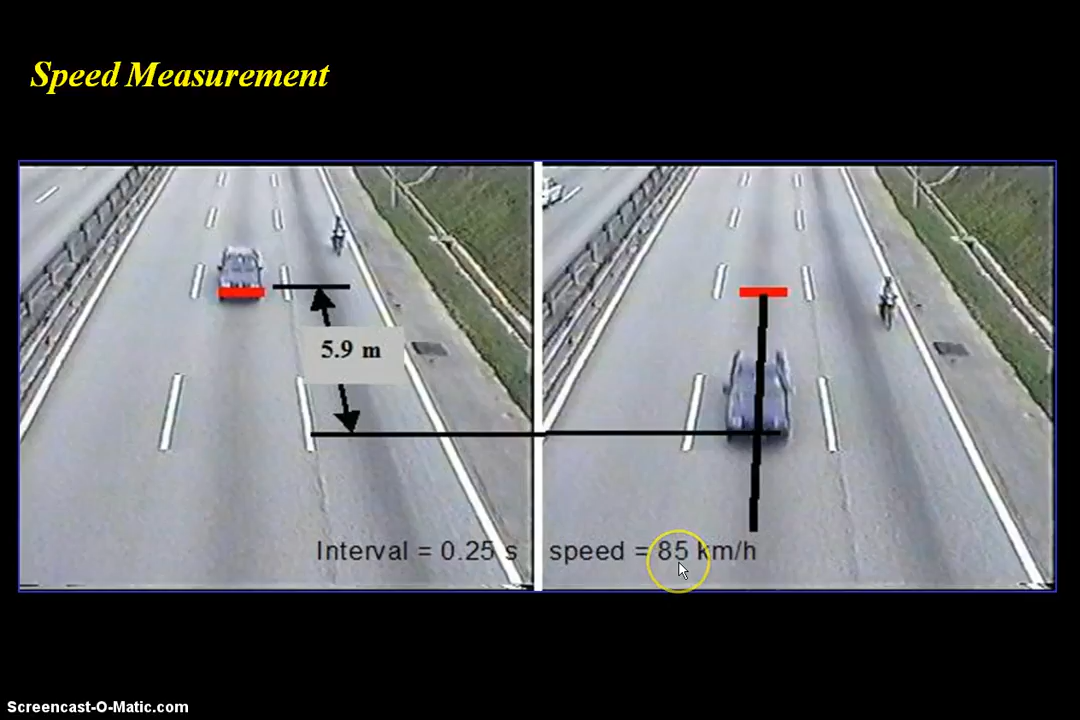 Speed Measurement
5.9 m
Interval = 0.25 s
speed = 85 km/h
Screencast-O-Matic.com